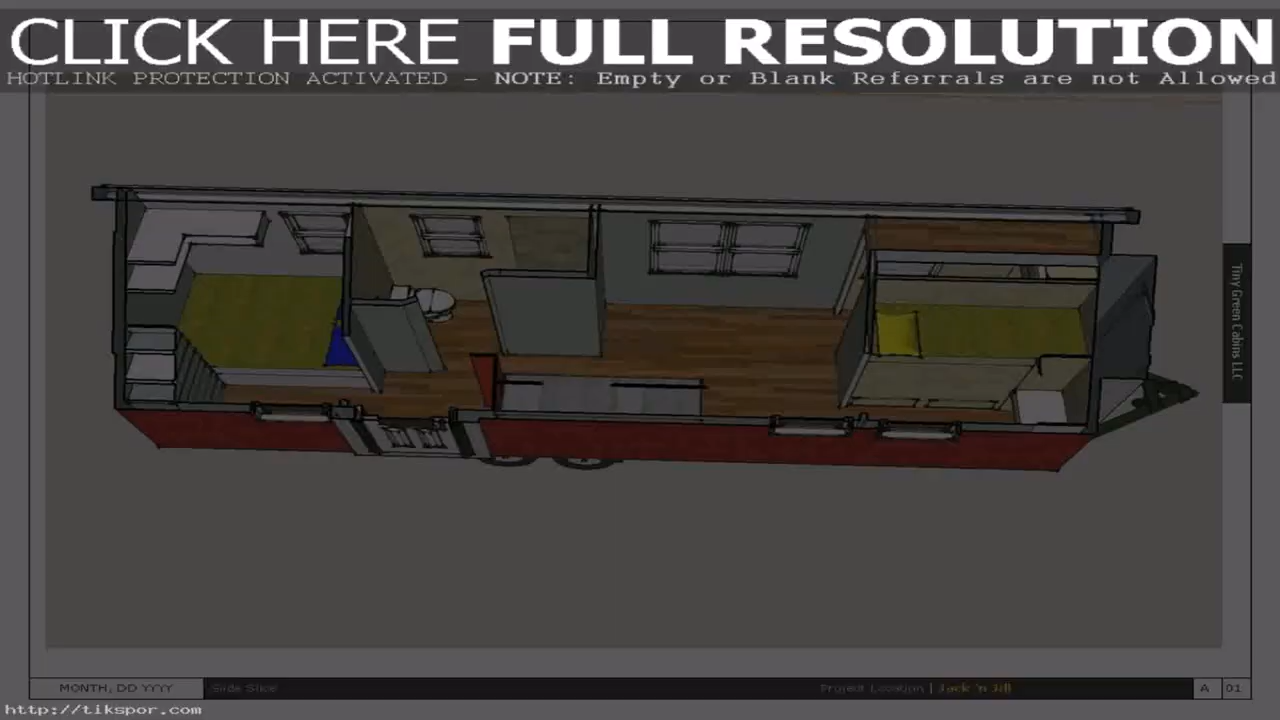 CLICK HERE FULL RESOLUTION
HOTLINK PROTECTION ACTIVATED – NOTE: Empty or Blank Referrals are not Allowed
Tiny Green Cabins LLC
MONTH, DD YYYY
Side Slice
Project Location | Jack 'n Jill
A
01
http://tikspor.com